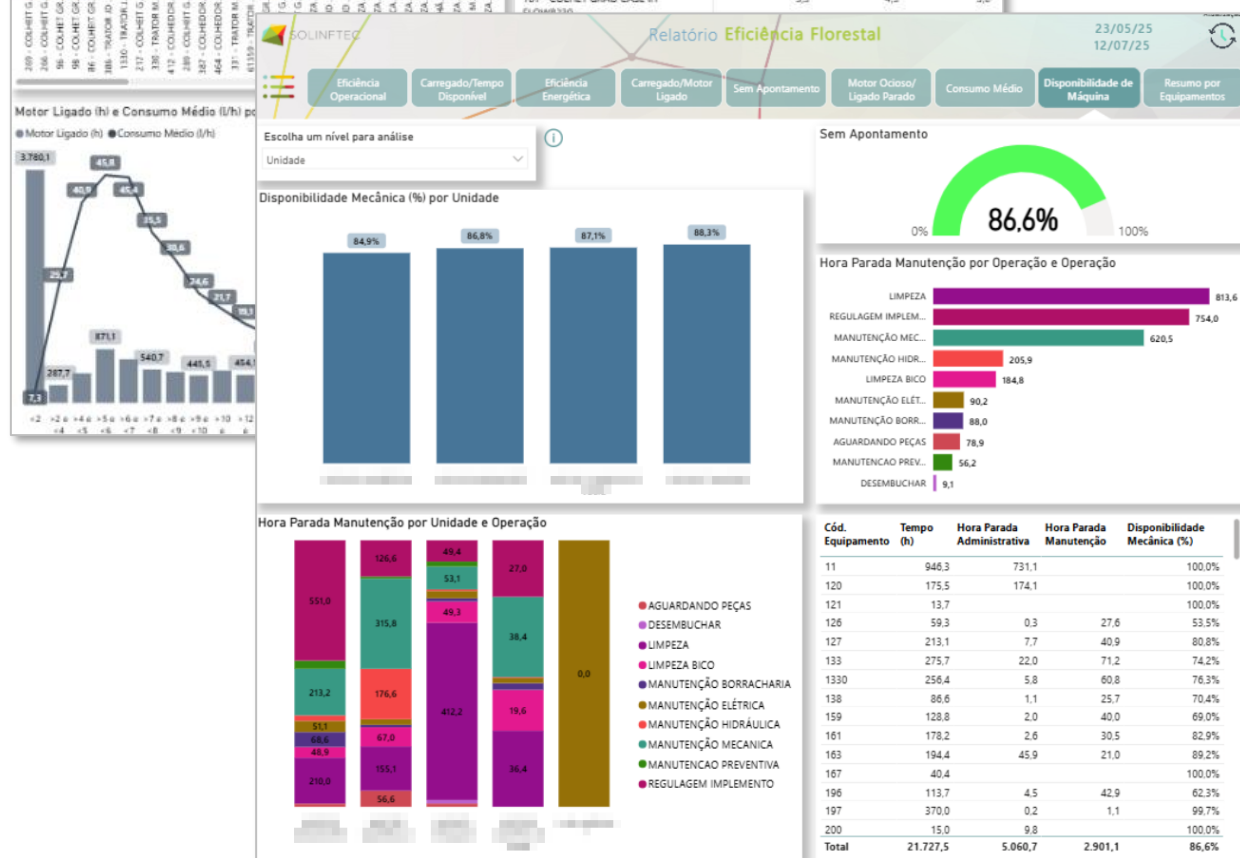 SOLINFTEC
Relatório Eficiência Florestal
23/05/25
12/07/25
Eficiência Operacional
Carregado/Tempo Disponível
Eficiência Energética
Carregado/Motor Ligado
Sem Apontamento
Motor Ocioso/ Ligado Parado
Consumo Médio
Disponibilidade de Máquina
Resumo por Equipamentos
Motor Ligado (h) e Consumo Médio (l/h) po
Motor Ligado (h) Consumo Médio (l/h)
3.780,1
45,8
40,9
45,4
35,5
30,6
25,7
24,6
21,7
19,1
871,1
540,7
445,5
454,
287,7
7,3
Escolha um nível para análise
Unidade
Disponibilidade Mecânica (%) por Unidade
84,9%
86,8%
87,1%
88,3%
Sem Apontamento
86,6%
0%
100%
Hora Parada Manutenção por Operação e Operação
LIMPEZA 813,6
REGULAGEM IMPLEM... 754,0
MANUTENÇÃO MEC... 620,5
MANUTENÇÃO HIDR... 205,9
LIMPEZA BICO 184,8
MANUTENÇÃO ELÉT... 90,2
MANUTENÇÃO BORR... 88,0
AGUARDANDO PEÇAS 78,9
MANUTENCAO PREV... 56,2
DESEMBUCHAR 9,1
Hora Parada Manutenção por Unidade e Operação
551,0
213,2
51,1
68,6
48,9
210,0
126,6
315,8
176,6
67,0
155,1
56,6
49,4
53,1
49,3
412,2
27,0
38,4
19,6
36,4
0,0
AGUARDANDO PEÇAS
DESEMBUCHAR
LIMPEZA
LIMPEZA BICO
MANUTENÇÃO BORRACHARIA
MANUTENÇÃO ELÉTRICA
MANUTENÇÃO HIDRÁULICA
MANUTENÇÃO MECANICA
MANUTENCAO PREVENTIVA
REGULAGEM IMPLEMENTO
Cód. Equipamento Tempo (h) Hora Parada Administrativa Hora Parada Manutenção Disponibilidade Mecânica (%)
11 946,3 731,1 100,0%
120 175,5 174,1 100,0%
121 13,7 100,0%
126 59,3 0,3 27,6 53,5%
127 213,1 7,7 40,9 80,8%
133 275,7 22,0 71,2 74,2%
1330 256,4 5,8 60,8 76,3%
138 86,6 1,1 25,7 70,4%
159 128,8 2,0 40,0 69,0%
161 178,2 2,6 30,5 82,9%
163 194,4 45,9 21,0 89,2%
167 40,4 100,0%
196 113,7 4,5 42,9 62,3%
197 370,0 0,2 1,1 99,7%
200 15,0 9,8 100,0%
Total 21.727,5 5.060,7 2.901,1 86,6%